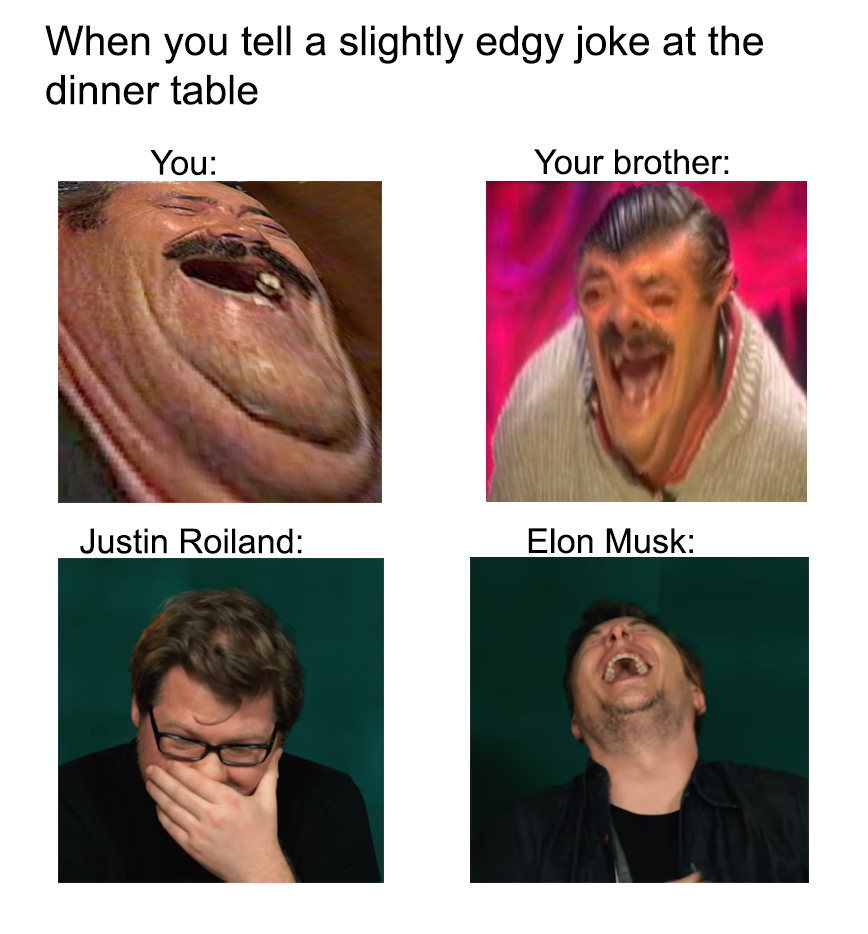 When you tell a slightly edgy joke at the
dinner table
You:
Your brother:
Justin Roiland:
Elon Musk: